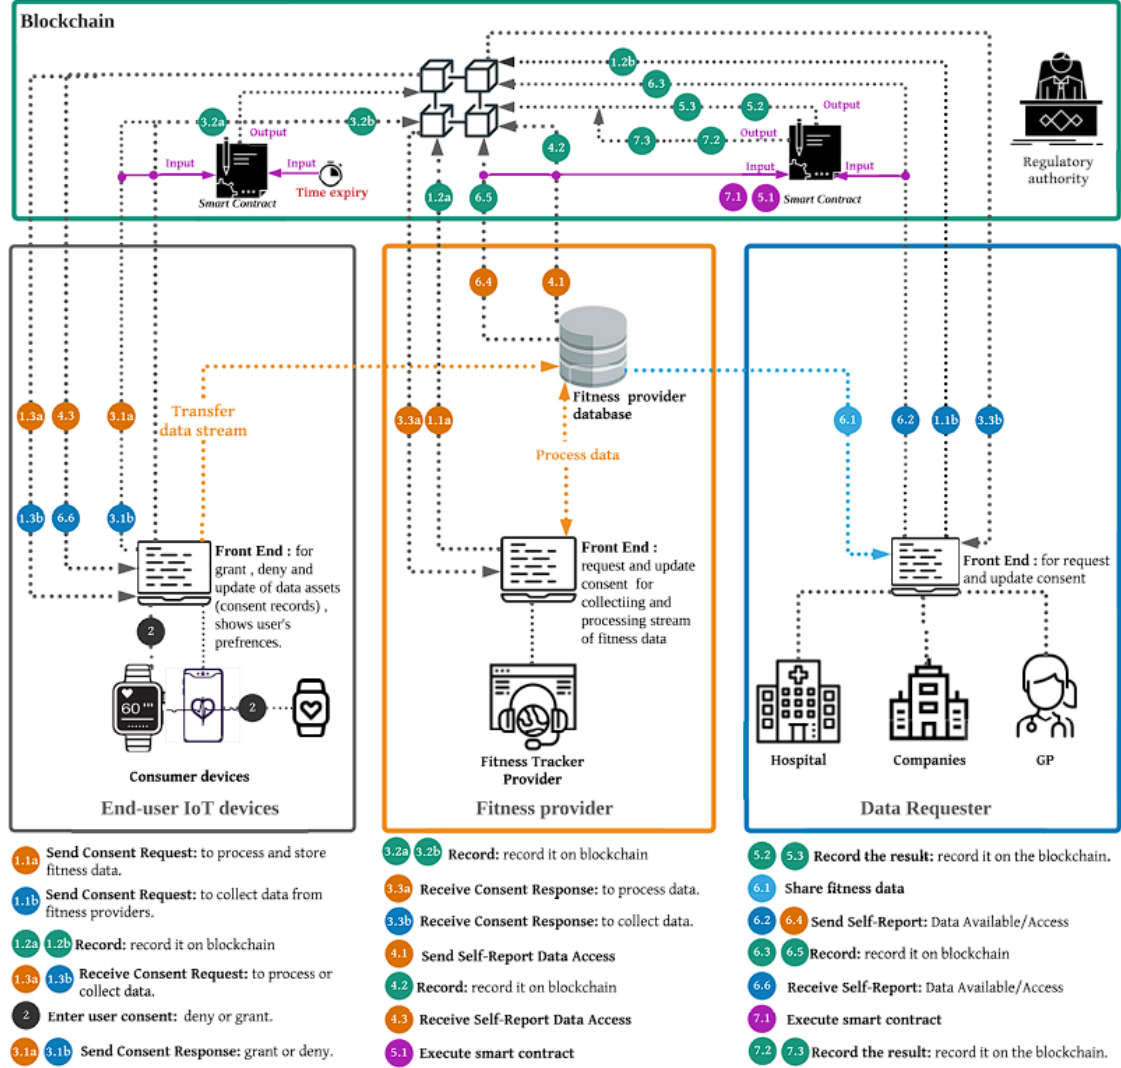 Blockchain
1.2b
6.3
5.3
5.2
Output
3.2a
3.2b
Output
7.3
7.2
Output
4.2
Input
Input
Time expiry
Smart Contract
1.2a
6.5
Input
Input
7.1
5.1
Smart Contract
Regulatory
authority
6.4
4.1
Fitness provider
database
1.3a
4.3
3.1a
Transfer
data stream
3.3a
1.1a
6.1
6.2
1.1b
3.3b
Process data
1.3b
6.6
3.1b
Front End : for
grant , deny and
update of data assets
(consent records) ,
shows user's
prefrences.
Front End :
request and update
consent for
collectiing and
processing stream
of fitness data
Front End : for request
and update consent
2
60
2
Consumer devices
Fitness Tracker
Provider
Hospital
Companies
GP
End-user IoT devices
Fitness provider
Data Requester
1.1a Send Consent Request: to process and store
fitness data.
1.1b Send Consent Request: to collect data from
fitness providers.
1.2a 1.2b Record: record it on blockchain
1.3a 1.3b Receive Consent Request: to process or
collect data.
2 Enter user consent: deny or grant.
3.1a 3.1b Send Consent Response: grant or deny.
3.2a 3.2b Record: record it on blockchain
3.3a Receive Consent Response: to process data.
3.3b Receive Consent Response: to collect data.
4.1 Send Self-Report Data Access
4.2 Record: record it on blockchain
4.3 Receive Self-Report Data Access
5.1 Execute smart contract
5.2 5.3 Record the result: record it on the blockchain.
6.1 Share fitness data
6.2 6.4 Send Self-Report: Data Available/Access
6.3 6.5 Record: record it on blockchain
6.6 Receive Self-Report: Data Available/Access
7.1 Execute smart contract
7.2 7.3 Record the result: record it on the blockchain.